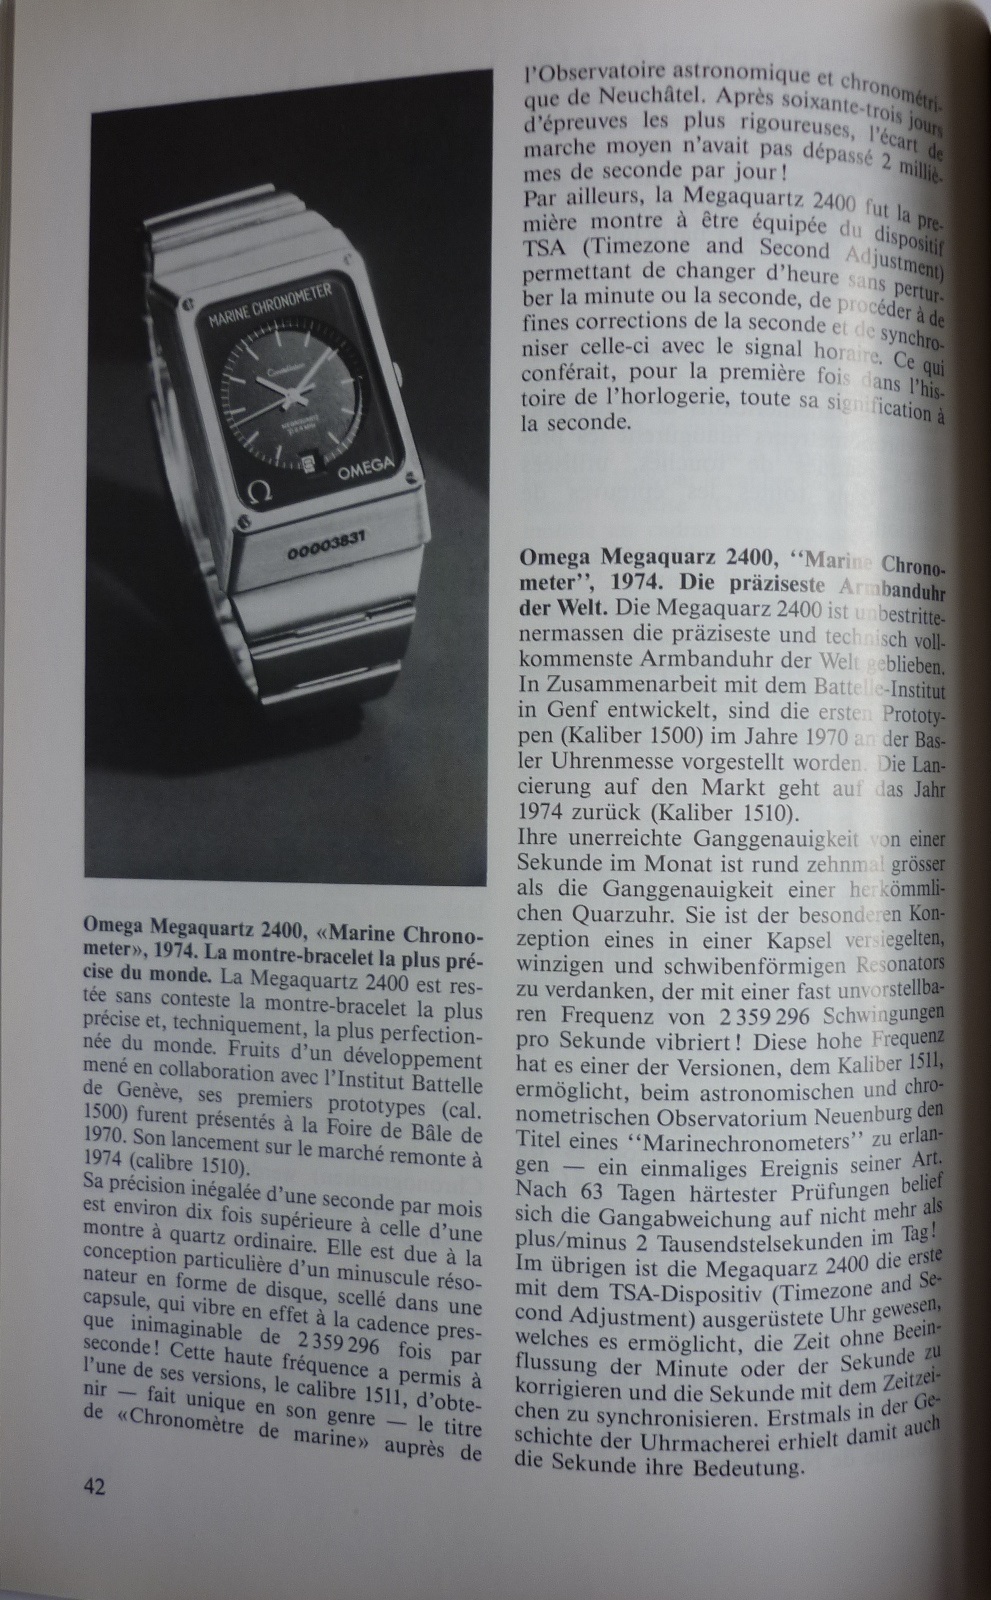 MARINE CHRONOMETER
Constellation
MEGAQUARTZ
Ω
OMEGA
00003831
Omega Megaquartz 2400, «Marine Chrono-
meter», 1974. La montre-bracelet la plus pré-
cise du monde. La Megaquartz 2400 est res-
tée sans conteste la montre-bracelet la plus
précise et, techniquement, la plus perfection-
née du monde. Fruits d'un développement
mené en collaboration avec l'Institut Battelle
de Genève, ses premiers prototypes (cal.
1500) furent présentés à la Foire de Bâle de
1970. Son lancement sur le marché remonte à
1974 (calibre 1510).
Sa précision inégalée d'une seconde par mois
est environ dix fois supérieure à celle d'une
montre à quartz ordinaire. Elle est due à la
conception particulière d'un minuscule réso-
nateur en forme de disque, scellé dans une
capsule, qui vibre en effet à la cadence pres-
que inimaginable de 2 359 296 fois par
seconde! Cette haute fréquence a permis à
l'une de ses versions, le calibre 1511, d'obte-
nir — fait unique en son genre — le titre
de «Chronomètre de marine» auprès de
42
l'Observatoire astronomique et chronométri-
que de Neuchâtel. Après soixante-trois jours
d'épreuves les plus rigoureuses, l'écart de
marche moyen n'avait pas dépassé 2 milliè-
mes de seconde par jour!
Par ailleurs, la Megaquartz 2400 fut la pre-
mière montre à être équipée du dispositif
TSA (Timezone and Second Adjustment)
permettant de changer d'heure sans pertur-
ber la minute ou la seconde, de procéder à de
fines corrections de la seconde et de synchro-
niser celle-ci avec le signal horaire. Ce qui
conférait, pour la première fois dans l'his-
toire de l'horlogerie, toute sa signification à
la seconde.
Omega Megaquarz 2400, “Marine Chrono-
meter”, 1974. Die präziseste Armbanduhr
der Welt. Die Megaquarz 2400 ist unbestritte-
nermassen die präziseste und technisch voll-
kommenste Armbanduhr der Welt geblieben.
In Zusammenarbeit mit dem Battelle-Institut
in Genf entwickelt, sind die ersten Prototy-
pen (Kaliber 1500) im Jahre 1970 an der Bas-
ler Uhrenmesse vorgestellt worden. Die Lan-
cierung auf den Markt geht auf das Jahr
1974 zurück (Kaliber 1510).
Ihre unerreichte Ganggenauigkeit von einer
Sekunde im Monat ist rund zehnmal grösser
als die Ganggenauigkeit einer herkömmli-
chen Quarzuhr. Sie ist der besonderen Kon-
zeption eines in einer Kapsel versiegelten,
winzigen und schwibenförmigen Resonators
zu verdanken, der mit einer fast unvorstellba-
ren Frequenz von 2 359 296 Schwingungen
pro Sekunde vibriert! Diese hohe Frequenz
hat es einer der Versionen, dem Kaliber 1511,
ermöglicht, beim astronomischen und chro-
nometrischen Observatorium Neuenburg den
Titel eines “Marinechronometers” zu erlan-
gen — ein einmaliges Ereignis seiner Art.
Nach 63 Tagen härtester Prüfungen belief
sich die Gangabweichung auf nicht mehr als
plus/minus 2 Tausendstelsekunden im Tag!
Im übrigen ist die Megaquarz 2400 die erste
mit dem TSA-Dispositiv (Timezone and Se-
cond Adjustment) ausgerüstete Uhr gewesen,
welches es ermöglicht, die Zeit ohne Beein-
flussung der Minute oder der Sekunde zu
korrigieren und die Sekunde mit dem Zeitzei-
chen zu synchronisieren. Erstmals in der Ge-
schichte der Uhrmacherei erhielt damit auch
die Sekunde ihre Bedeutung.